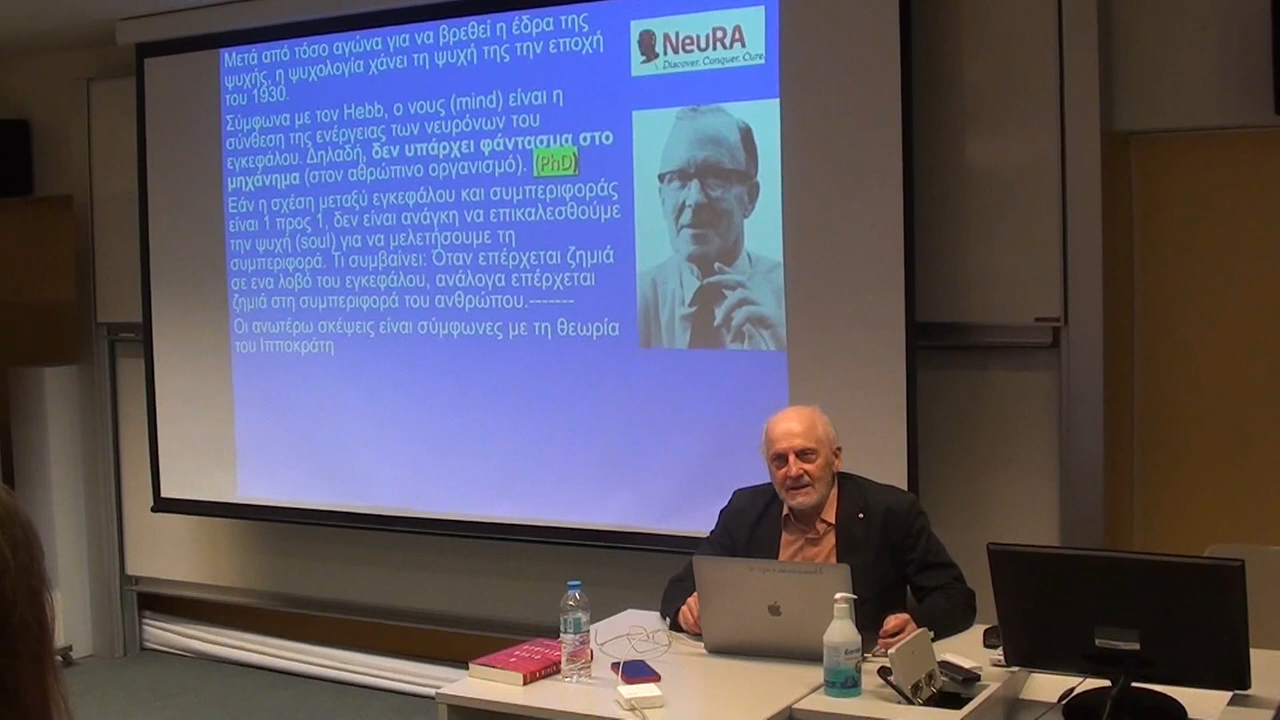 Μετά από τόσο αγώνα για να βρεθεί η έδρα της
ψυχής, η ψυχολογία χάνει τη ψυχή της την εποχή
του 1930.
Σύμφωνα με τον Hebb, ο νους (mind) είναι η
σύνθεση της ενέργειας των νευρόνων του
εγκεφάλου. Δηλαδή, δεν υπάρχει φάντασμα στο
μηχάνημα (στον αθρώπινο οργανισμό). (PhD)
Εάν η σχέση μεταξύ εγκεφάλου και συμπεριφοράς
είναι 1 προς 1, δεν είναι ανάγκη να επικαλεσθούμε
την ψυχή (soul) για να μελετήσουμε τη
συμπεριφορά. Τι συμβαίνει: Όταν επέρχεται ζημιά
σε ενα λοβό του εγκεφάλου, ανάλογα επέρχεται
ζημιά στη συμπεριφορά του ανθρώπου.-------
Οι ανωτέρω σκέψεις είναι σύμφωνες με τη θεωρία
του Ιπποκράτη
NeuRA
Discover. Conquer. Cure.